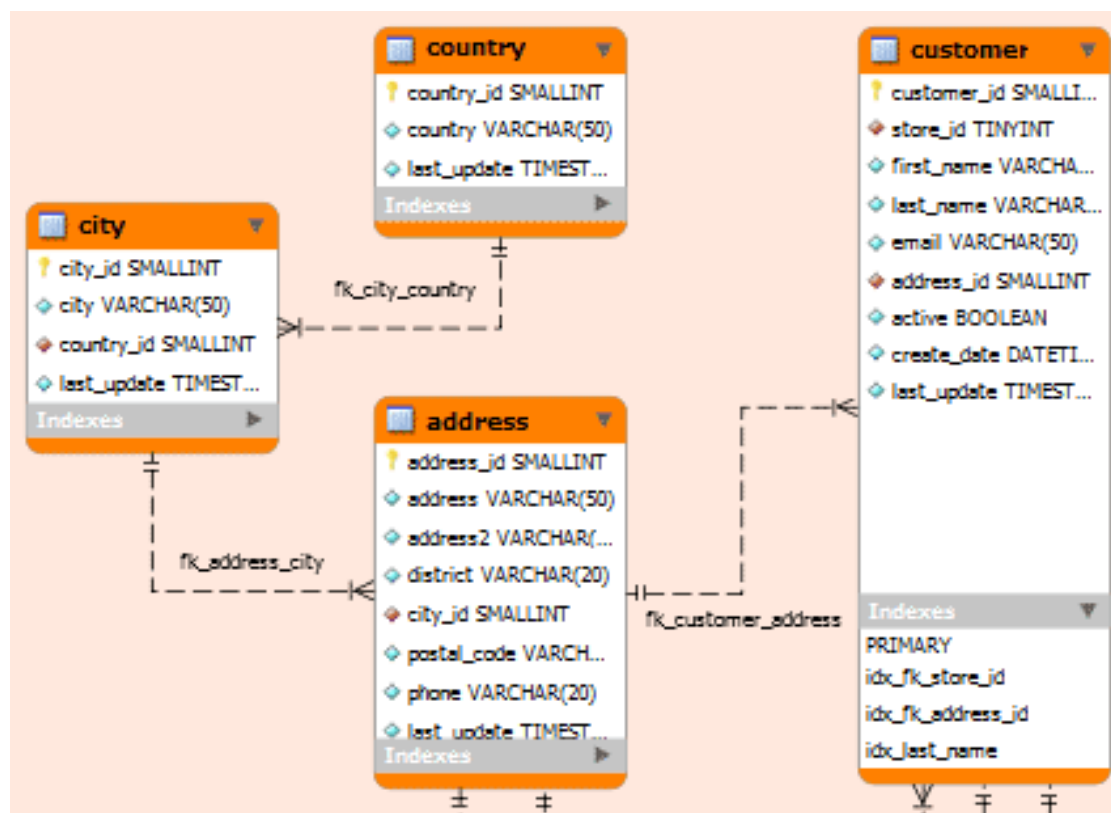 country
country_id SMALLINT
country VARCHAR(50)
last_update TIMEST...
Indexes
customer
customer_id SMALLI...
store_id TINYINT
first_name VARCHA...
last_name VARCHAR...
email VARCHAR(50)
address_id SMALLINT
active BOOLEAN
create_date DATETI...
last_update TIMEST...
Indexes
PRIMARY
idx_fk_store_id
idx_fk_address_id
idx_last_name
city
city_id SMALLINT
city VARCHAR(50)
country_id SMALLINT
last_update TIMEST...
Indexes
fk_city_country
address
address_id SMALLINT
address VARCHAR(50)
address2 VARCHAR(...
district VARCHAR(20)
city_id SMALLINT
postal_code VARCH...
phone VARCHAR(20)
last_update TIMEST...
Indexes
fk_address_city
fk_customer_address